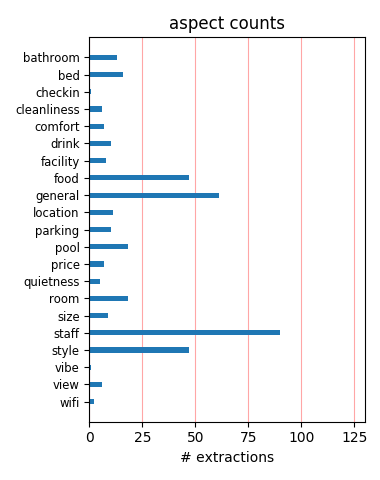 aspect counts
bathroom
bed
checkin
cleanliness
comfort
drink
facility
food
general
location
parking
pool
price
quietness
room
size
staff
style
vibe
view
wifi
0 25 50 75 100 125
# extractions